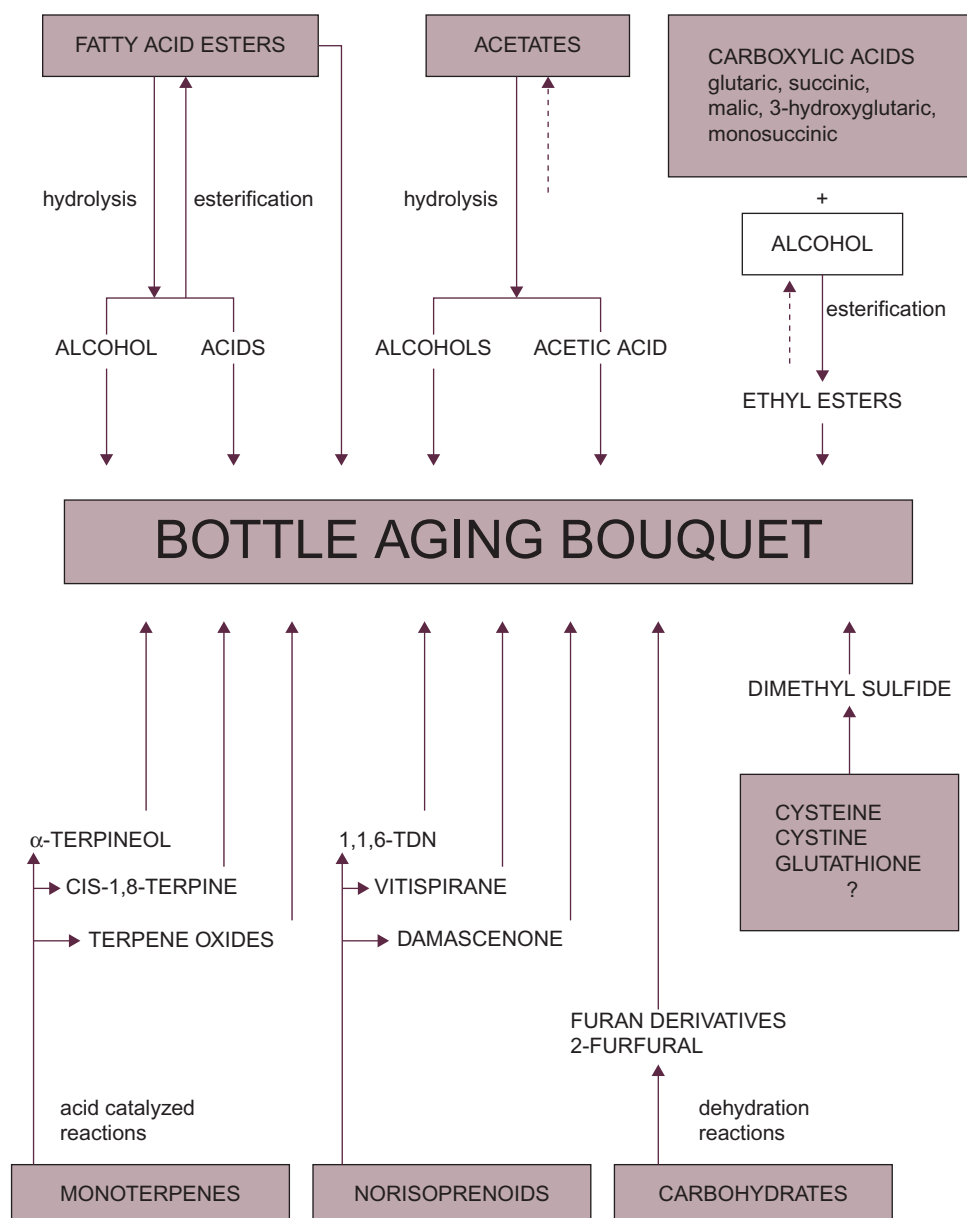 FATTY ACID ESTERS
ACETATES
CARBOXYLIC ACIDS
glutaric, succinic,
malic, 3-hydroxyglutaric,
monosuccinic
hydrolysis
esterification
hydrolysis
+
ALCOHOL
esterification
ALCOHOL
ACIDS
ALCOHOLS
ACETIC ACID
ETHYL ESTERS
BOTTLE AGING BOUQUET
DIMETHYL SULFIDE
CYSTEINE
CYSTINE
GLUTATHIONE
?
α-TERPINEOL
CIS-1,8-TERPINE
TERPENE OXIDES
1,1,6-TDN
VITISPIRANE
DAMASCENONE
FURAN DERIVATIVES
2-FURFURAL
acid catalyzed
reactions
dehydration
reactions
MONOTERPENES
NORISOPRENOIDS
CARBOHYDRATES